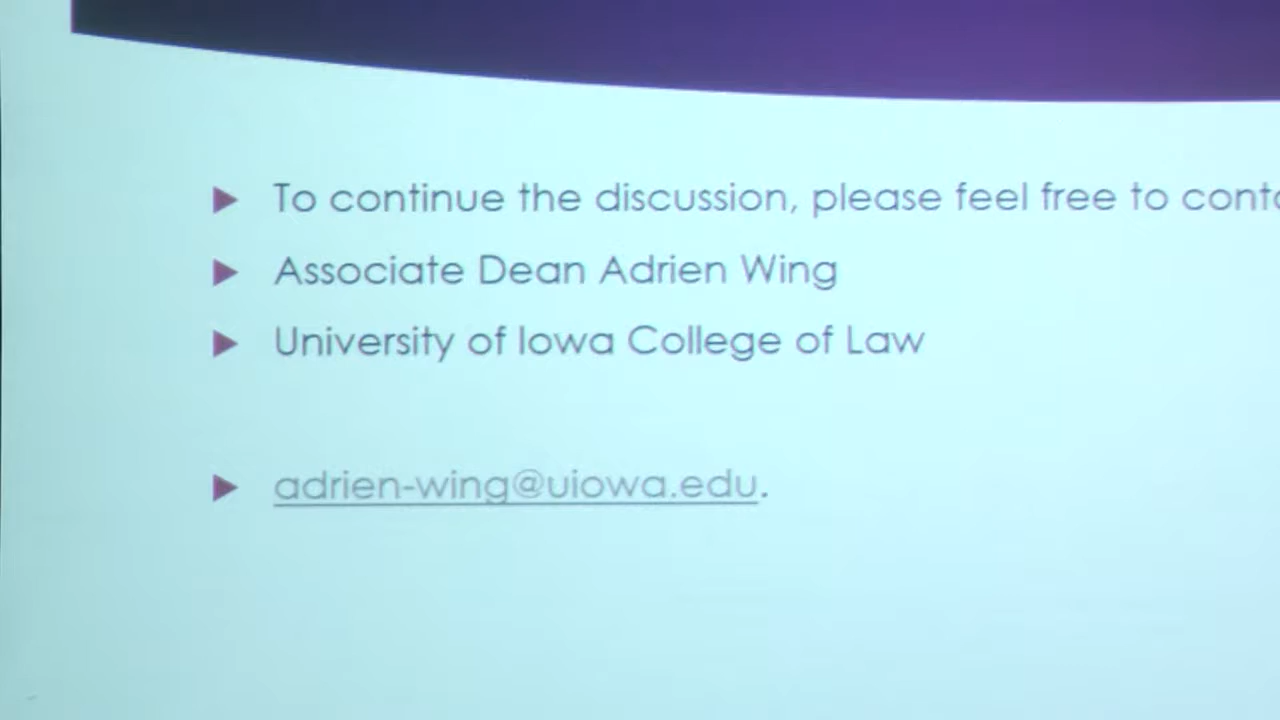 To continue the discussion, please feel free to
Associate Dean Adrien Wing
University of Iowa College of Law
adrien-wing@uiowa.edu.